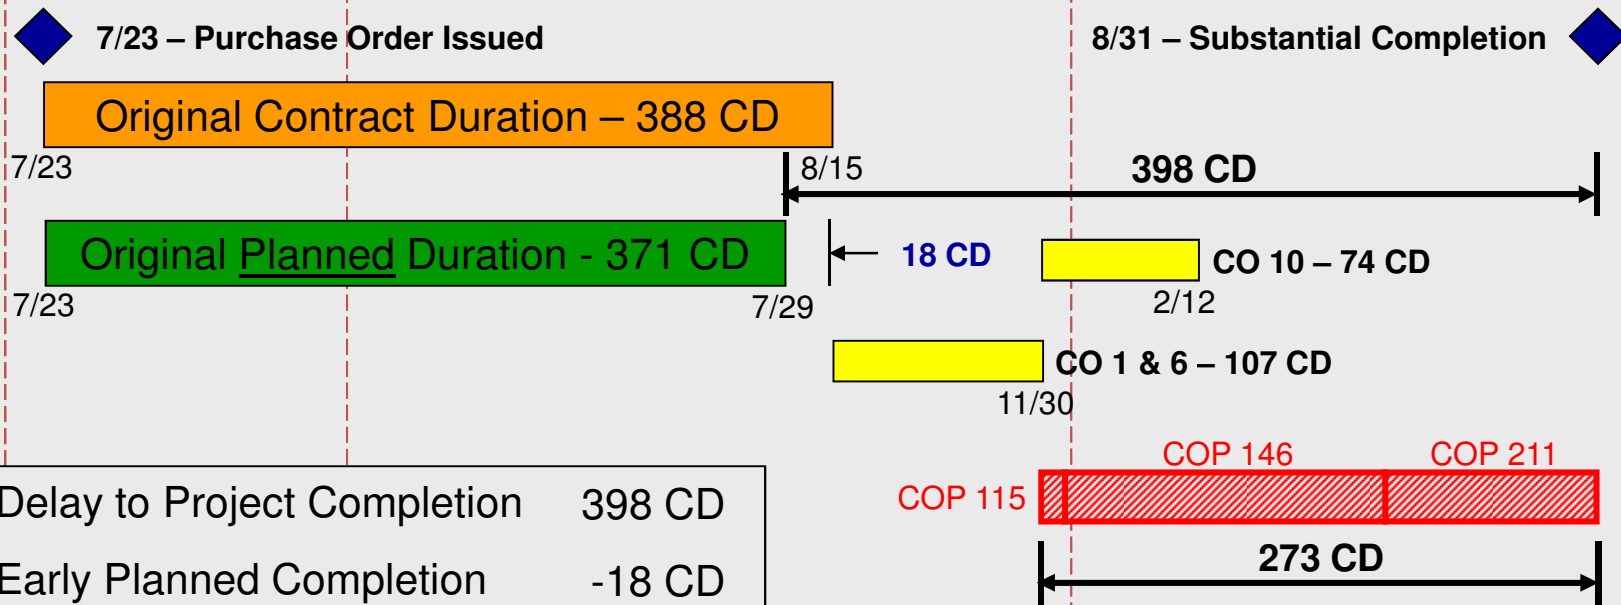 7/23 – Purchase Order Issued
8/31 – Substantial Completion
Original Contract Duration – 388 CD
7/23
8/15
398 CD
Original Planned Duration - 371 CD
18 CD
CO 10 – 74 CD
7/23
7/29
2/12
CO 1 & 6 – 107 CD
11/30
COP 146
COP 211
COP 115
Delay to Project Completion 398 CD
273 CD
Early Planned Completion -18 CD